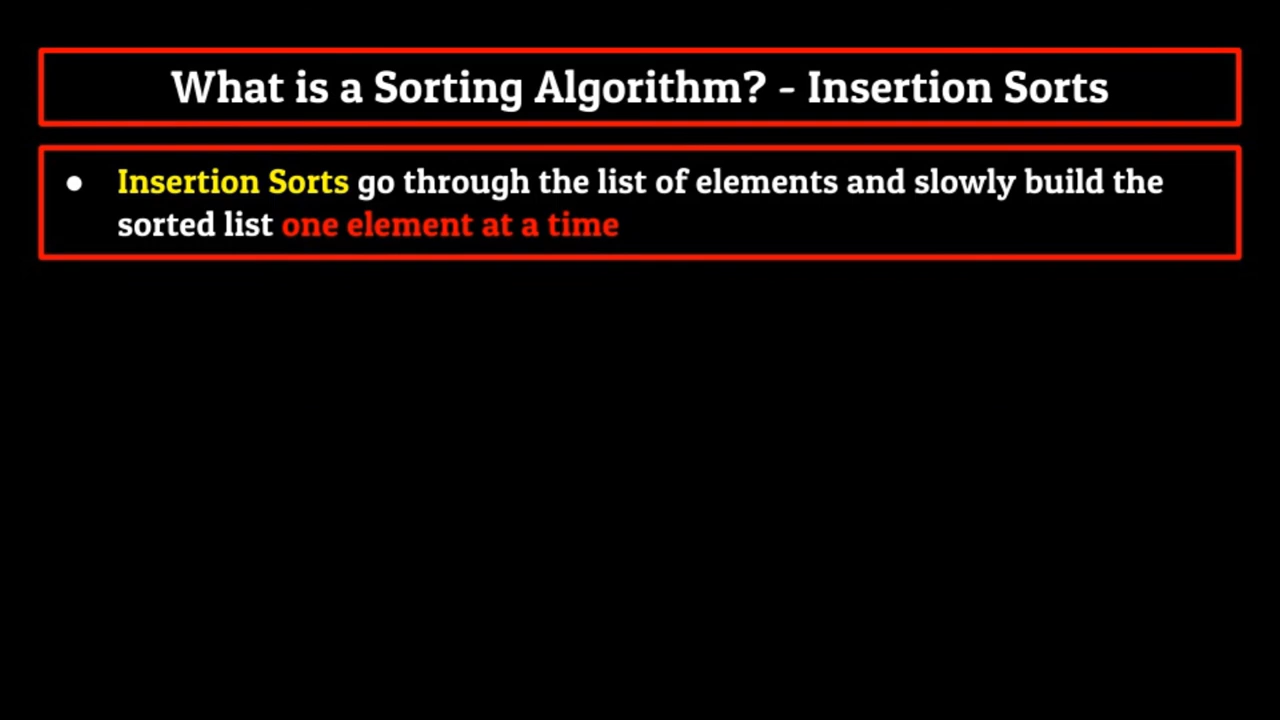 What is a Sorting Algorithm? - Insertion Sorts
● Insertion Sorts go through the list of elements and slowly build the
sorted list one element at a time